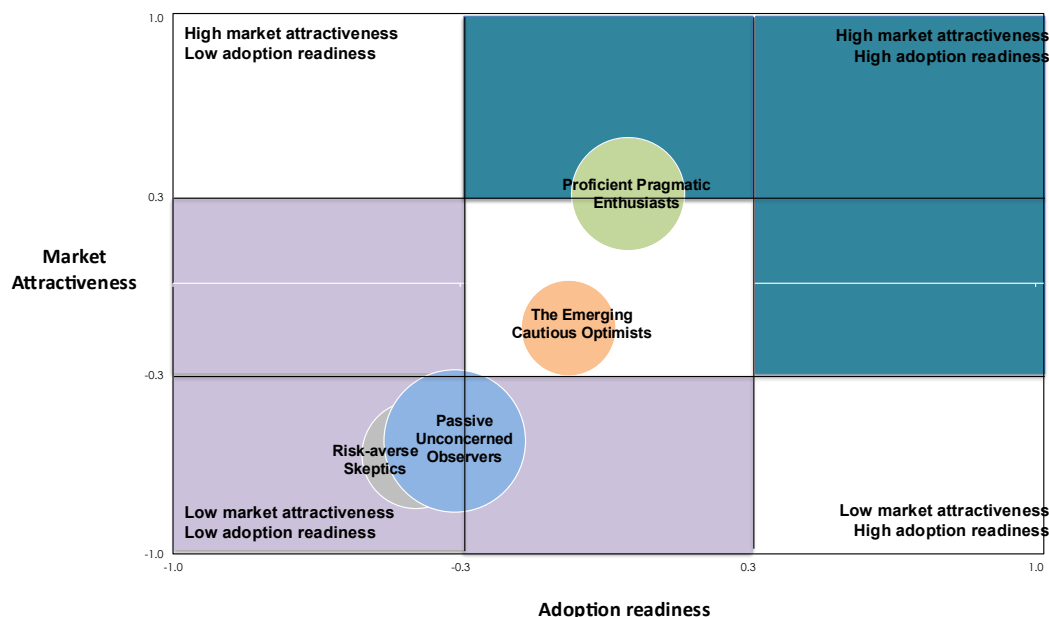 1.0
High market attractiveness
Low adoption readiness
High market attractiveness
High adoption readiness
Proficient Pragmatic
Enthusiasts
0.3
Market
Attractiveness
The Emerging
Cautious Optimists
-0.3
Passive
Unconcerned
Observers
Risk-averse
Skeptics
Low market attractiveness
Low adoption readiness
Low market attractiveness
High adoption readiness
-1.0
-1.0
-0.3
0.3
1.0
Adoption readiness